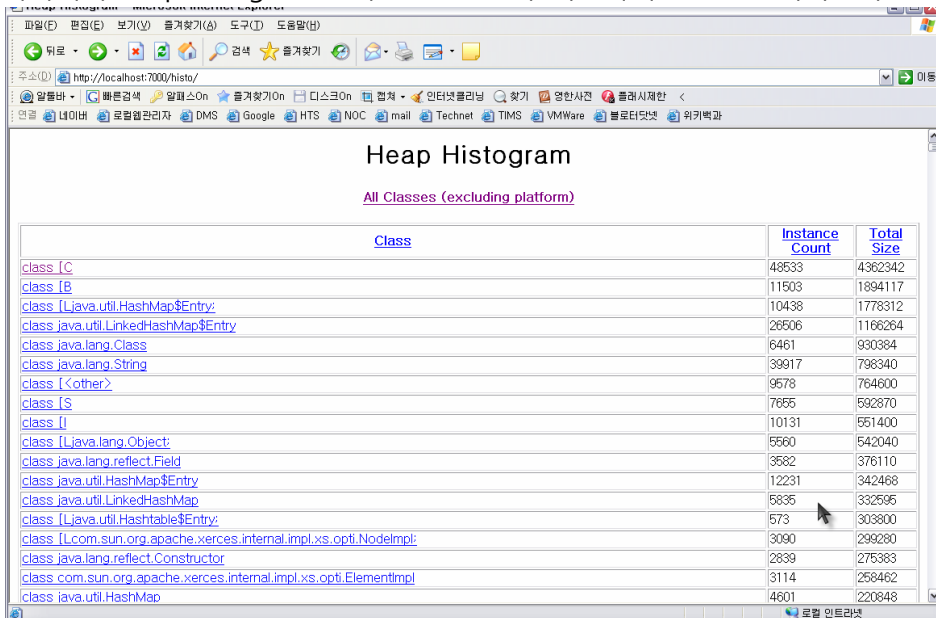 Heap Histogram - Microsoft Internet Explorer
파일(F) 편집(E) 보기(V) 즐겨찾기(A) 도구(T) 도움말(H)
뒤로 검색 즐겨찾기
주소(D) http://localhost:7000/histo/ 이동
알툴바 빠른검색 알패스On 즐겨찾기On 디스크On 캡쳐 인터넷클리닝 찾기 영한사전 플래시제한
연결 네이버 로컬웹관리자 DMS Google HTS NOC mail Technet TIMS VMWare 블로터닷넷 위키백과
Heap Histogram
All Classes (excluding platform)
Class Instance Count Total Size
class [C 48533 4362342
class [B 11503 1894117
class [Ljava.util.HashMap$Entry; 10438 1778312
class java.util.LinkedHashMap$Entry 26506 1166264
class java.lang.Class 6461 930384
class java.lang.String 39917 798340
class [<other> 9578 764600
class [S 7655 592870
class [I 10131 551400
class [Ljava.lang.Object; 5560 542040
class java.lang.reflect.Field 3582 376110
class java.util.HashMap$Entry 12231 342468
class java.util.LinkedHashMap 5835 332595
class [Ljava.util.Hashtable$Entry; 573 303800
class [Lcom.sun.org.apache.xerces.internal.impl.xs.opti.NodeImpl; 3090 299280
class java.lang.reflect.Constructor 2839 275383
class com.sun.org.apache.xerces.internal.impl.xs.opti.ElementImpl 3114 258462
class java.util.HashMap 4601 220848
로컬 인트라넷